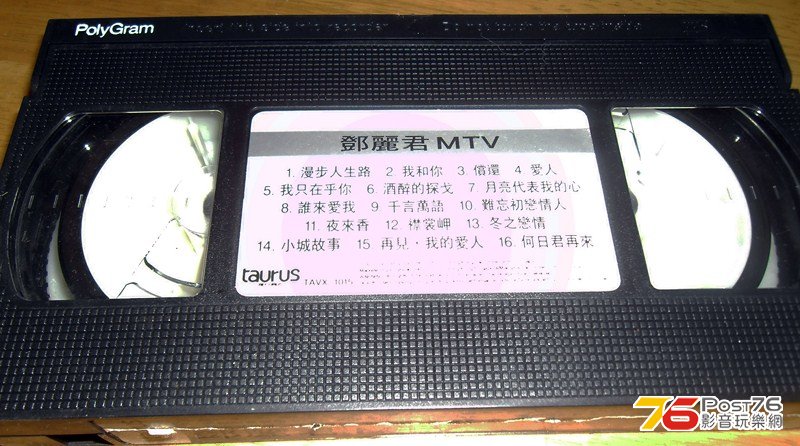 PolyGram
鄧麗君 MTV
1. 漫步人生路 2. 我和你 3. 償還 4. 愛人
5. 我只在乎你 6. 酒醉的探戈 7. 月亮代表我的心
8. 誰來愛我 9. 千言萬語 10. 難忘初戀情人
11. 夜來香 12. 襟裳岬 13. 冬之戀情
14. 小城故事 15. 再見，我的愛人 16. 何日君再來
taurus
TAVX 1015
76 Post76
影音玩樂網